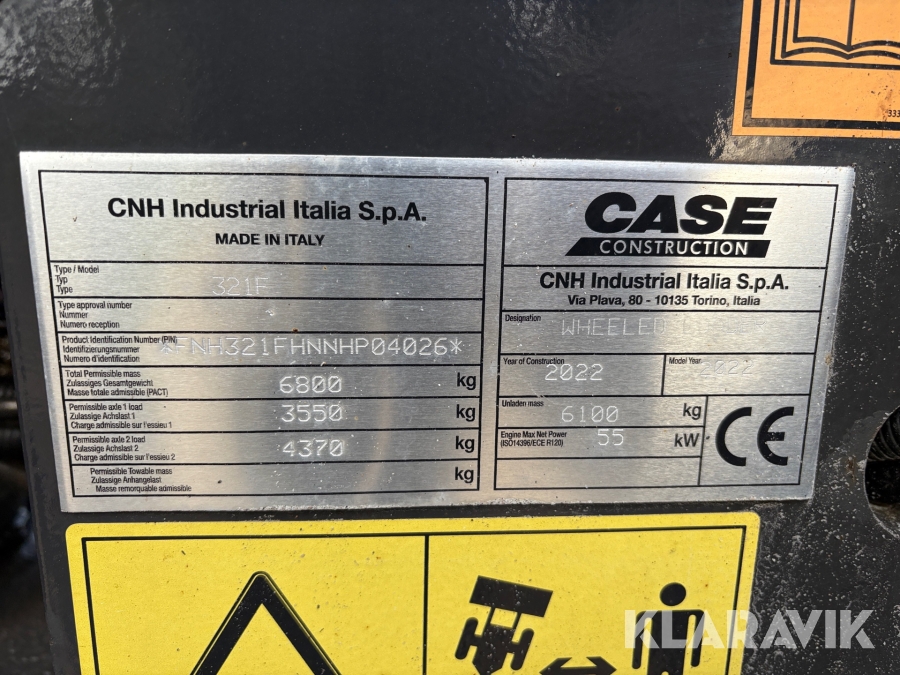 333
CNH Industrial Italia S.p.A.
MADE IN ITALY
Type / Model
Typ
Type
321F
Type approval number
Nummer
Numero reception
Product Identification Number (PIN)
Identifizierungsnummer
Numero d'identification
*FNH321FHNNHP04026*
Total Permissible mass
Zulassiges Gesamtgewicht
Masse totale admissible (PACT)
6800 kg
Permissible axle 1 load
Zulassige Achslast 1
Charge admissible sur l'essieu 1
3550 kg
Permissible axle 2 load
Zulassige Achslast 2
Charge admissible sur l'essieu 2
4370 kg
Permissible Towable mass
Zulassige Anhangelast
Masse remorquable admissible
kg
CASE
CONSTRUCTION
CNH Industrial Italia S.p.A.
Via Plava, 80 - 10135 Torino, Italia
Designation
WHEELED
Year of Construction
2022
Model Year
2022
Unladen mass
6100 kg
Engine Max Net Power
(ISO14396/ECE R120)
55 kW
CE
KLARAVIK